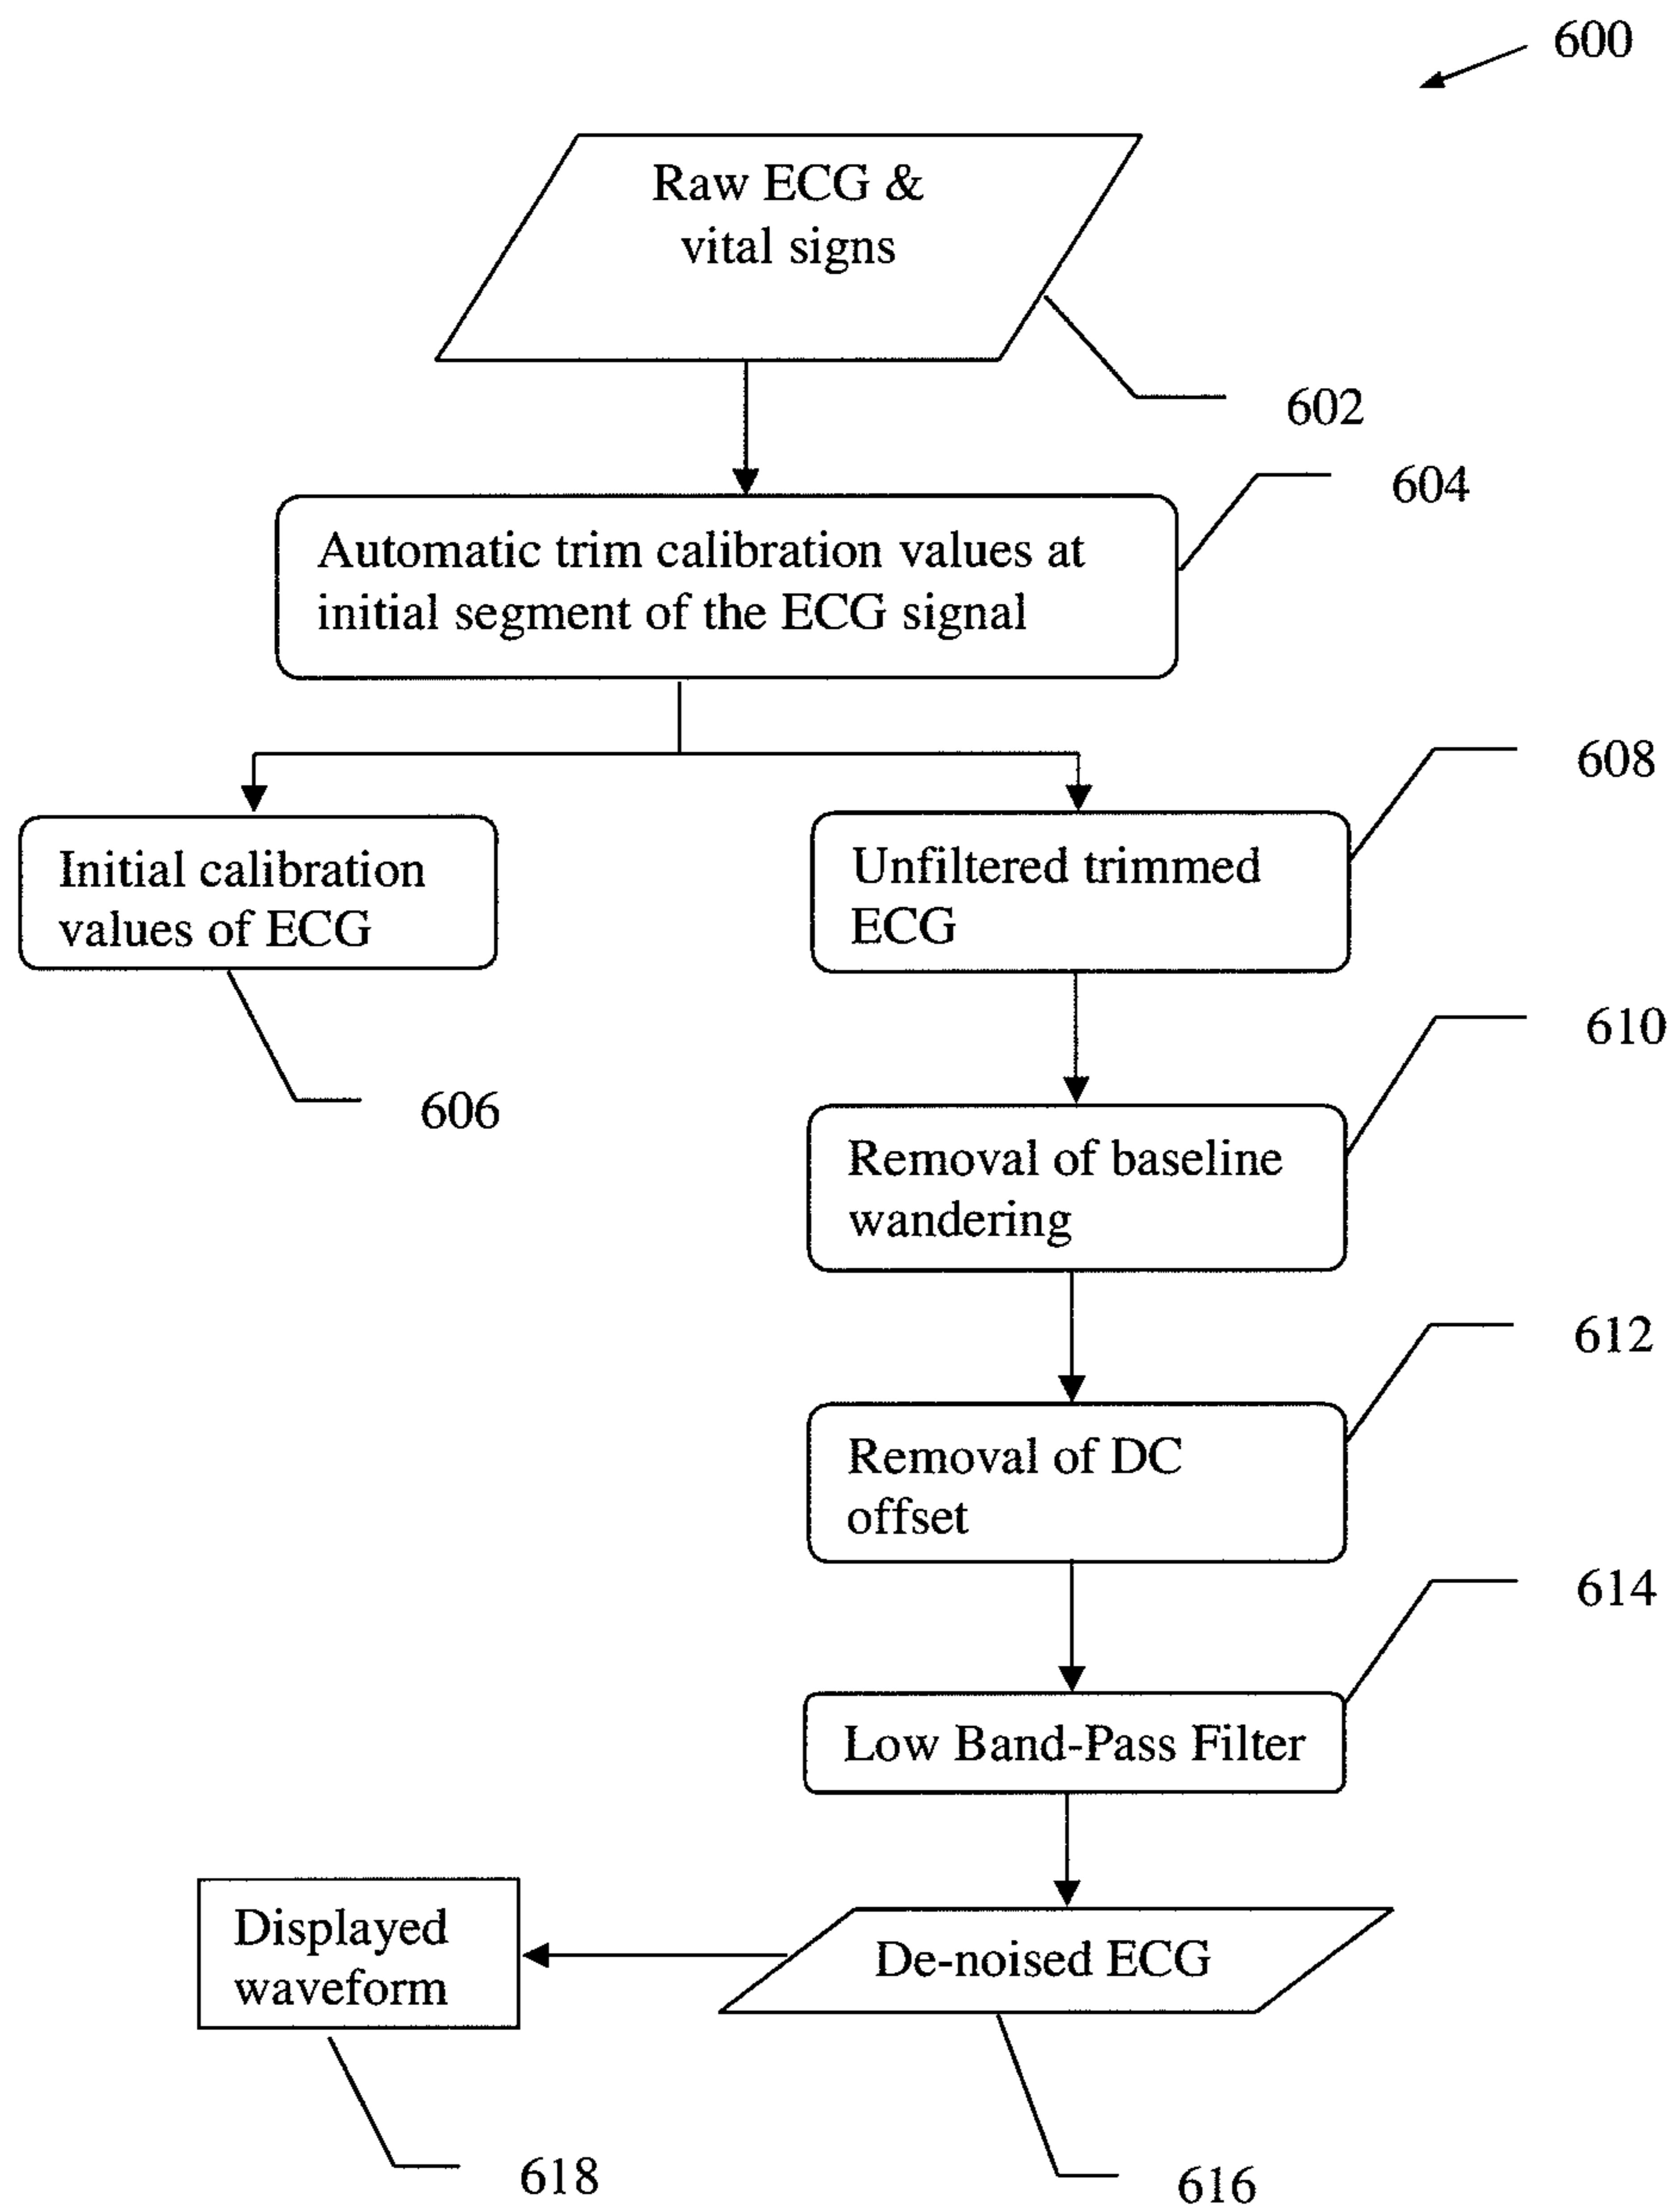 600
Raw ECG &
vital signs
602
604
Automatic trim calibration values at
initial segment of the ECG signal
608
Initial calibration
values of ECG
Unfiltered trimmed
ECG
606
610
Removal of baseline
wandering
612
Removal of DC
offset
614
Low Band-Pass Filter
De-noised ECG
Displayed
waveform
618
616